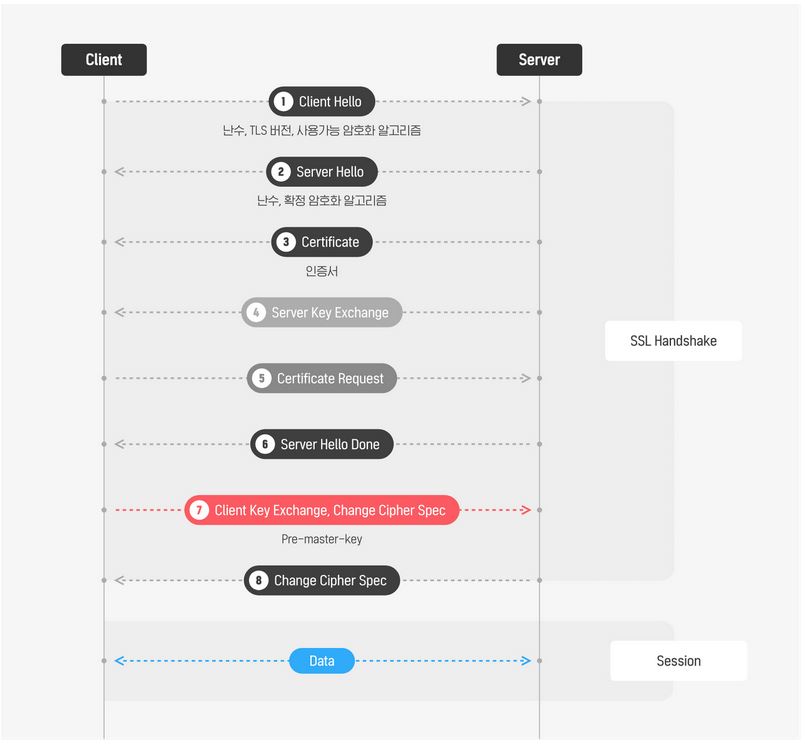 Client
Server
1 Client Hello
난수, TLS 버전, 사용가능 암호화 알고리즘
2 Server Hello
난수, 확정 암호화 알고리즘
3 Certificate
인증서
4 Server Key Exchange
SSL Handshake
5 Certificate Request
6 Server Hello Done
7 Client Key Exchange, Change Cipher Spec
Pre-master-key
8 Change Cipher Spec
Data
Session